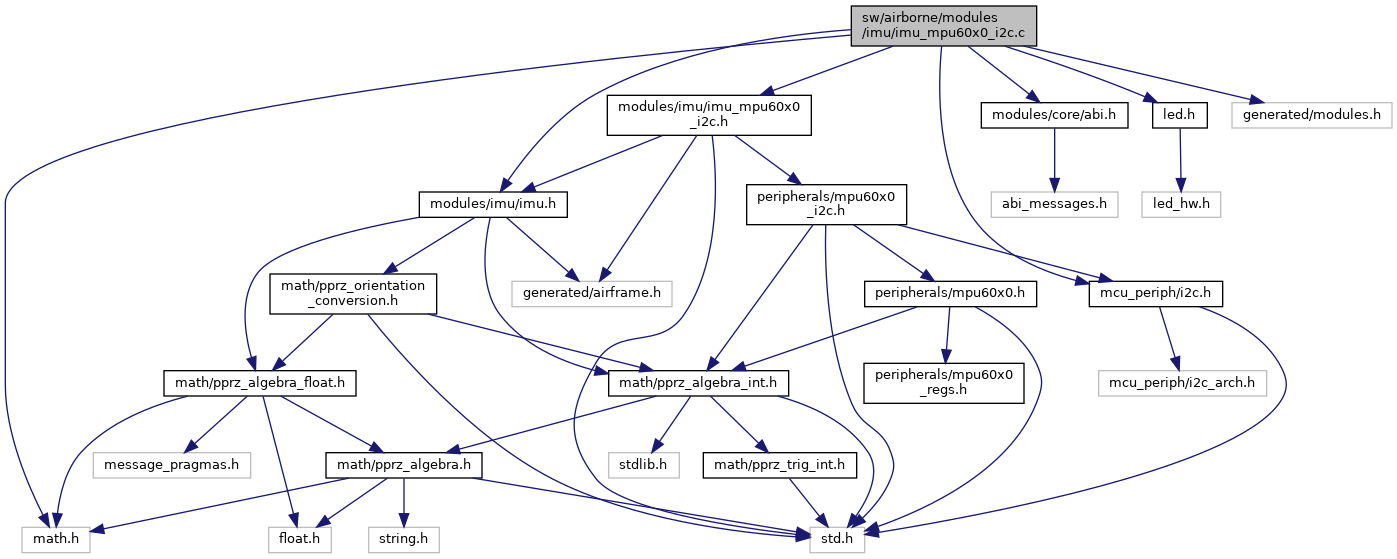 sw/airborne/modules
/imu/imu_mpu60x0_i2c.c
modules/imu/imu_mpu60x0
_i2c.h
modules/core/abi.h
led.h
generated/modules.h
modules/imu/imu.h
peripherals/mpu60x0
_i2c.h
abi_messages.h
led_hw.h
math/pprz_orientation
_conversion.h
generated/airframe.h
peripherals/mpu60x0.h
mcu_periph/i2c.h
math/pprz_algebra_float.h
math/pprz_algebra_int.h
peripherals/mpu60x0
_regs.h
mcu_periph/i2c_arch.h
message_pragmas.h
math/pprz_algebra.h
stdlib.h
math/pprz_trig_int.h
math.h
float.h
string.h
std.h